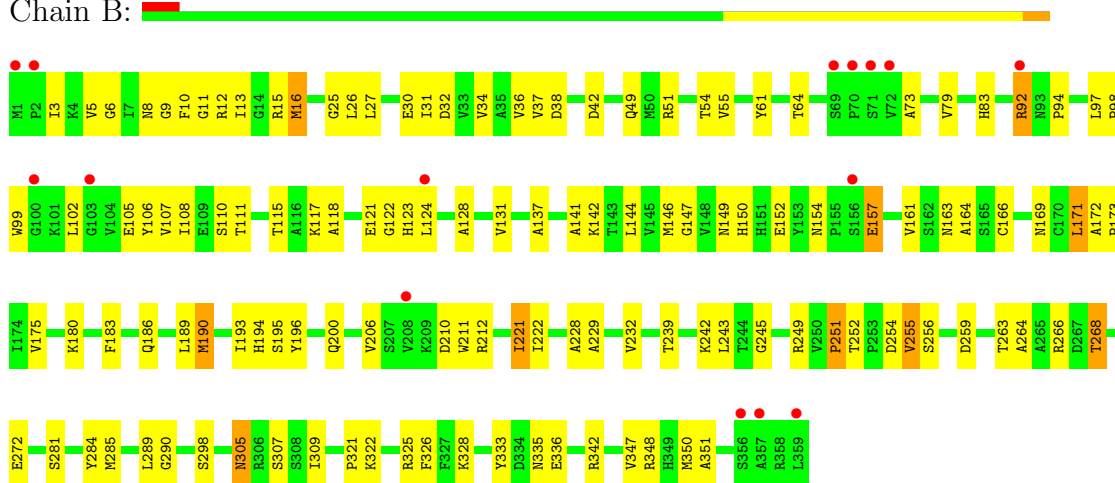 Chain B:
M1 P2 I3 K4 V5 G6 I7 N8 G9 F10 G11 R12 I13 G14 R15 M16 G25 L26 L27 E30 I31 D32 V33 V34 A35 V36 V37 D38 D42 Q49 M50 R51 T54 V55 Y61 T64 S69 P70 S71 V72 A73 V79 H83 R92 N93 P94 L97 P98
W99 G100 K101 L102 G103 V104 E105 Y106 V107 I108 E109 S110 T111 T115 A116 K117 A118 E121 G122 H123 L124 A128 V131 A137 A141 K142 T143 L144 V145 M146 G147 V148 N149 H150 H151 E152 Y153 N154 P155 S156 E157 V161 S162 N163 A164 S165 C166 N169 C170 L171 A172 P173
I174 V175 K180 F183 Q186 L189 M190 I193 H194 S195 Y196 Q200 V206 S207 V208 K209 D210 W211 R212 I221 I222 A228 A229 V232 T239 K242 L243 T244 G245 R249 V250 P251 T252 P253 D254 V255 S256 D259 T263 A264 A265 R266 D267 T268
E272 S281 Y284 M285 L289 G290 S298 N305 R306 S307 S308 I309 P321 K322 R325 F326 F327 K328 Y333 D334 N335 E336 R342 V347 R348 H349 M350 A351 S356 A357 R358 L359